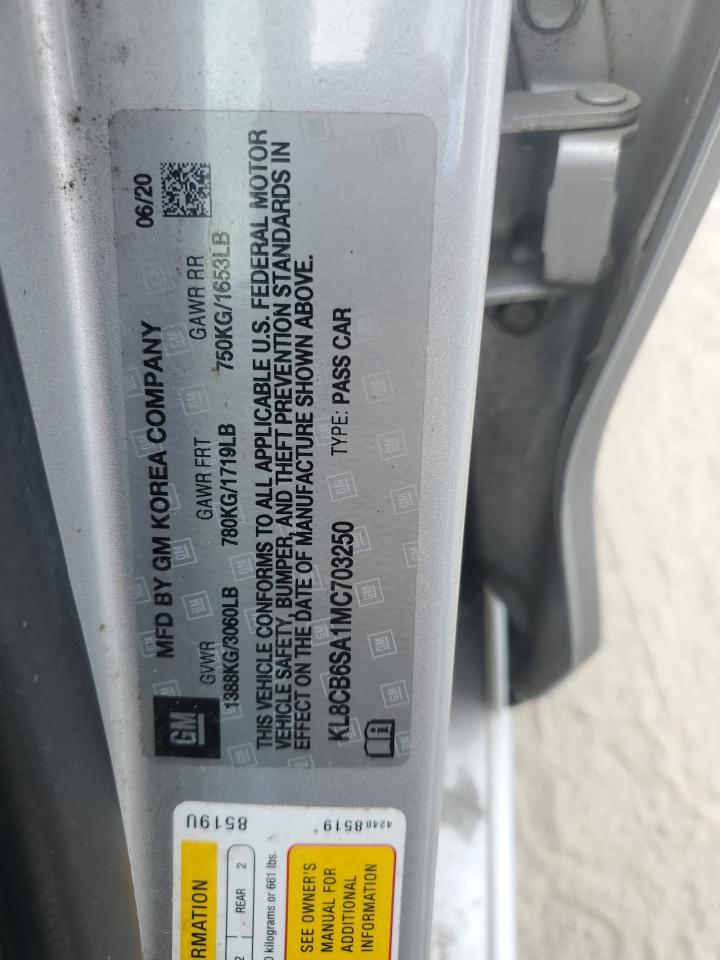 MFD BY GM KOREA COMPANY 06/20
GVWR GAWR FRT GAWR RR
1388KG/3060LB 780KG/1719LB 750KG/1653LB
THIS VEHICLE CONFORMS TO ALL APPLICABLE U.S. FEDERAL MOTOR
VEHICLE SAFETY, BUMPER, AND THEFT PREVENTION STANDARDS IN
EFFECT ON THE DATE OF MANUFACTURE SHOWN ABOVE.
KL8CB6SA1MC703250 TYPE: PASS CAR
GM
8519U
42488519
RMATION
2 REAR 2
0 kilograms or 661 lbs.
SEE OWNER'S
MANUAL FOR
ADDITIONAL
INFORMATION